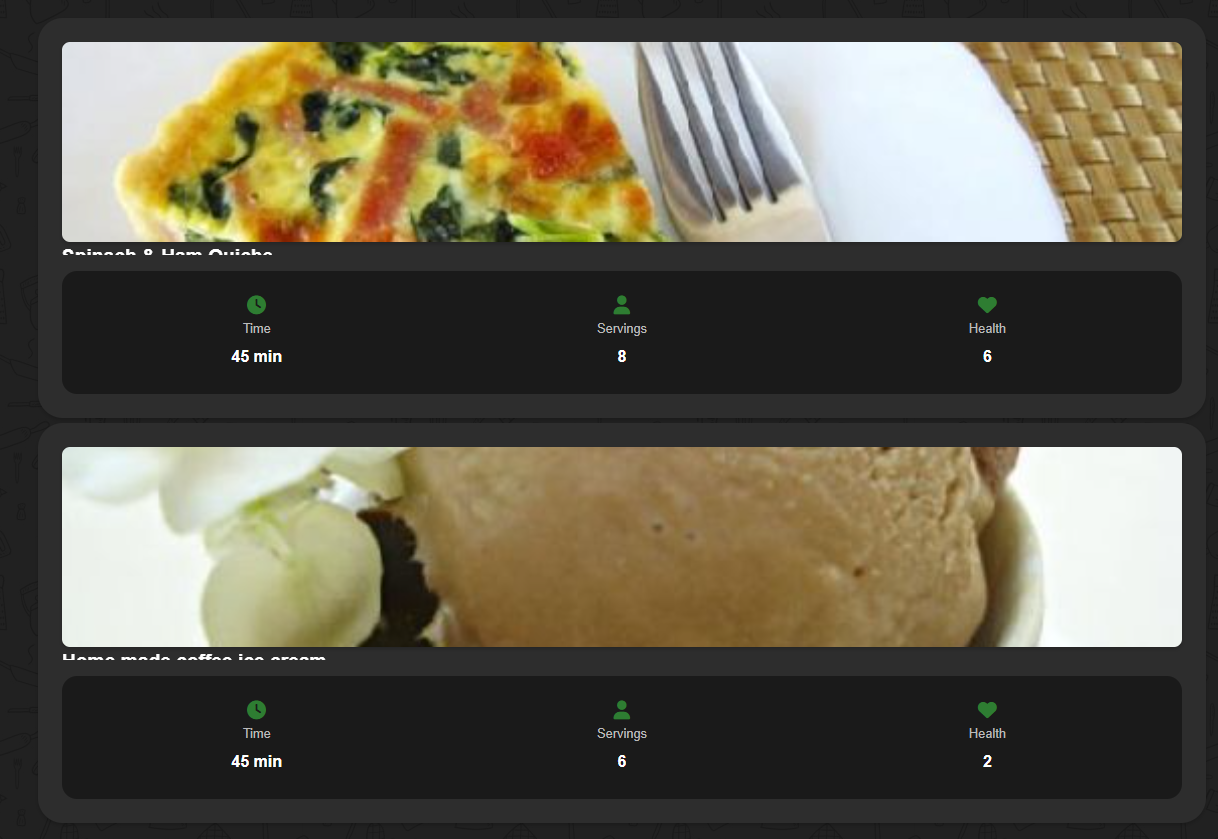 Spinach & Ham Quiche
Time
Servings
Health
45 min
8
6
Home made coffee ice cream
Time
Servings
Health
45 min
6
2